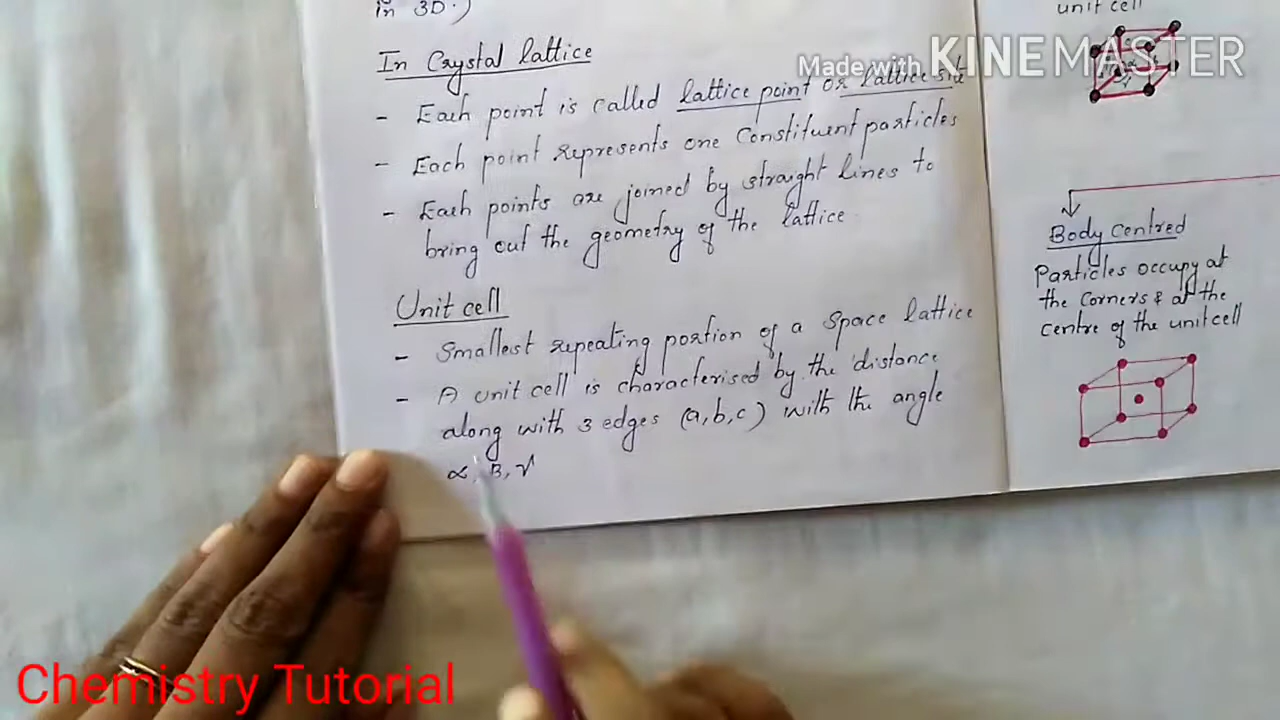 in 3D.)
In Crystal lattice
- Each point is called lattice point or lattice site
- Each point represents one Constituent particles
- Each points are joined by straight lines to
bring out the geometry of the lattice
Unit cell
- Smallest repeating portion of a Space lattice
- A unit cell is characterised by the distance
along with 3 edges (a,b,c) with the angle
α, β, γ
unit cell
Body Centred
Particles occupy at
the Corners & at the
Centre of the unit cell
Made with KINEMASTER
Chemistry Tutorial